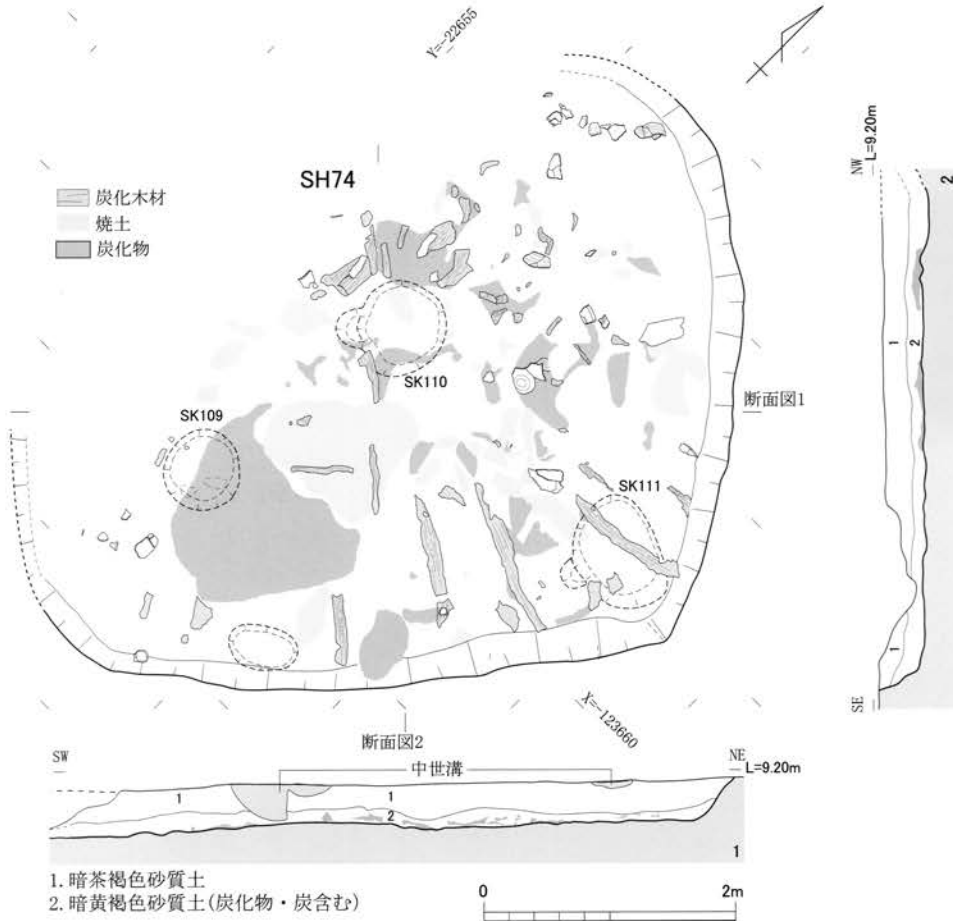 Y=-22655
NW
L=9.20m
2
SH74
炭化木材
焼土
炭化物
1
2
SK110
断面図1
SK109
SK111
1
SE
X=-123660
断面図2
SW
中世溝
NE
L=9.20m
1
1
2
1
1. 暗茶褐色砂質土
2. 暗黄褐色砂質土(炭化物・炭含む)
0
2m